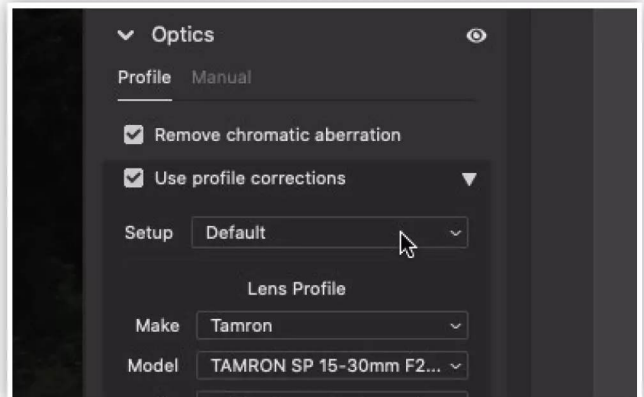 Optics
Profile Manual
Remove chromatic aberration
Use profile corrections
Setup Default
Lens Profile
Make Tamron
Model TAMRON SP 15-30mm F2...